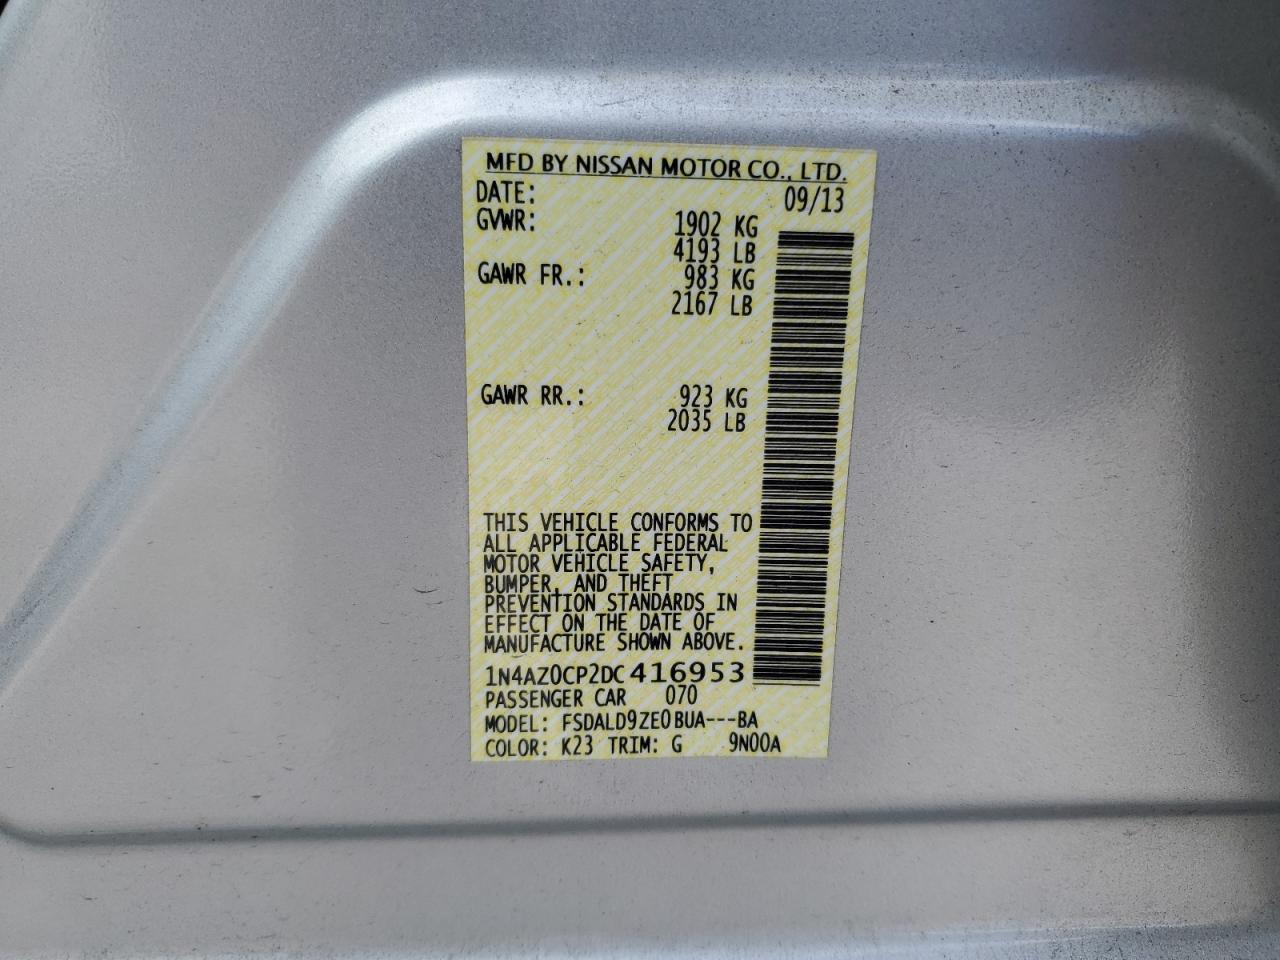 MFD BY NISSAN MOTOR CO., LTD.
DATE: 09/13
GVWR: 1902 KG
4193 LB
GAWR FR.: 983 KG
2167 LB
GAWR RR.: 923 KG
2035 LB
THIS VEHICLE CONFORMS TO
ALL APPLICABLE FEDERAL
MOTOR VEHICLE SAFETY,
BUMPER, AND THEFT
PREVENTION STANDARDS IN
EFFECT ON THE DATE OF
MANUFACTURE SHOWN ABOVE.
1N4AZ0CP2DC416953
PASSENGER CAR 070
MODEL: FSDALD9ZE0BUA---BA
COLOR: K23 TRIM: G 9N00A